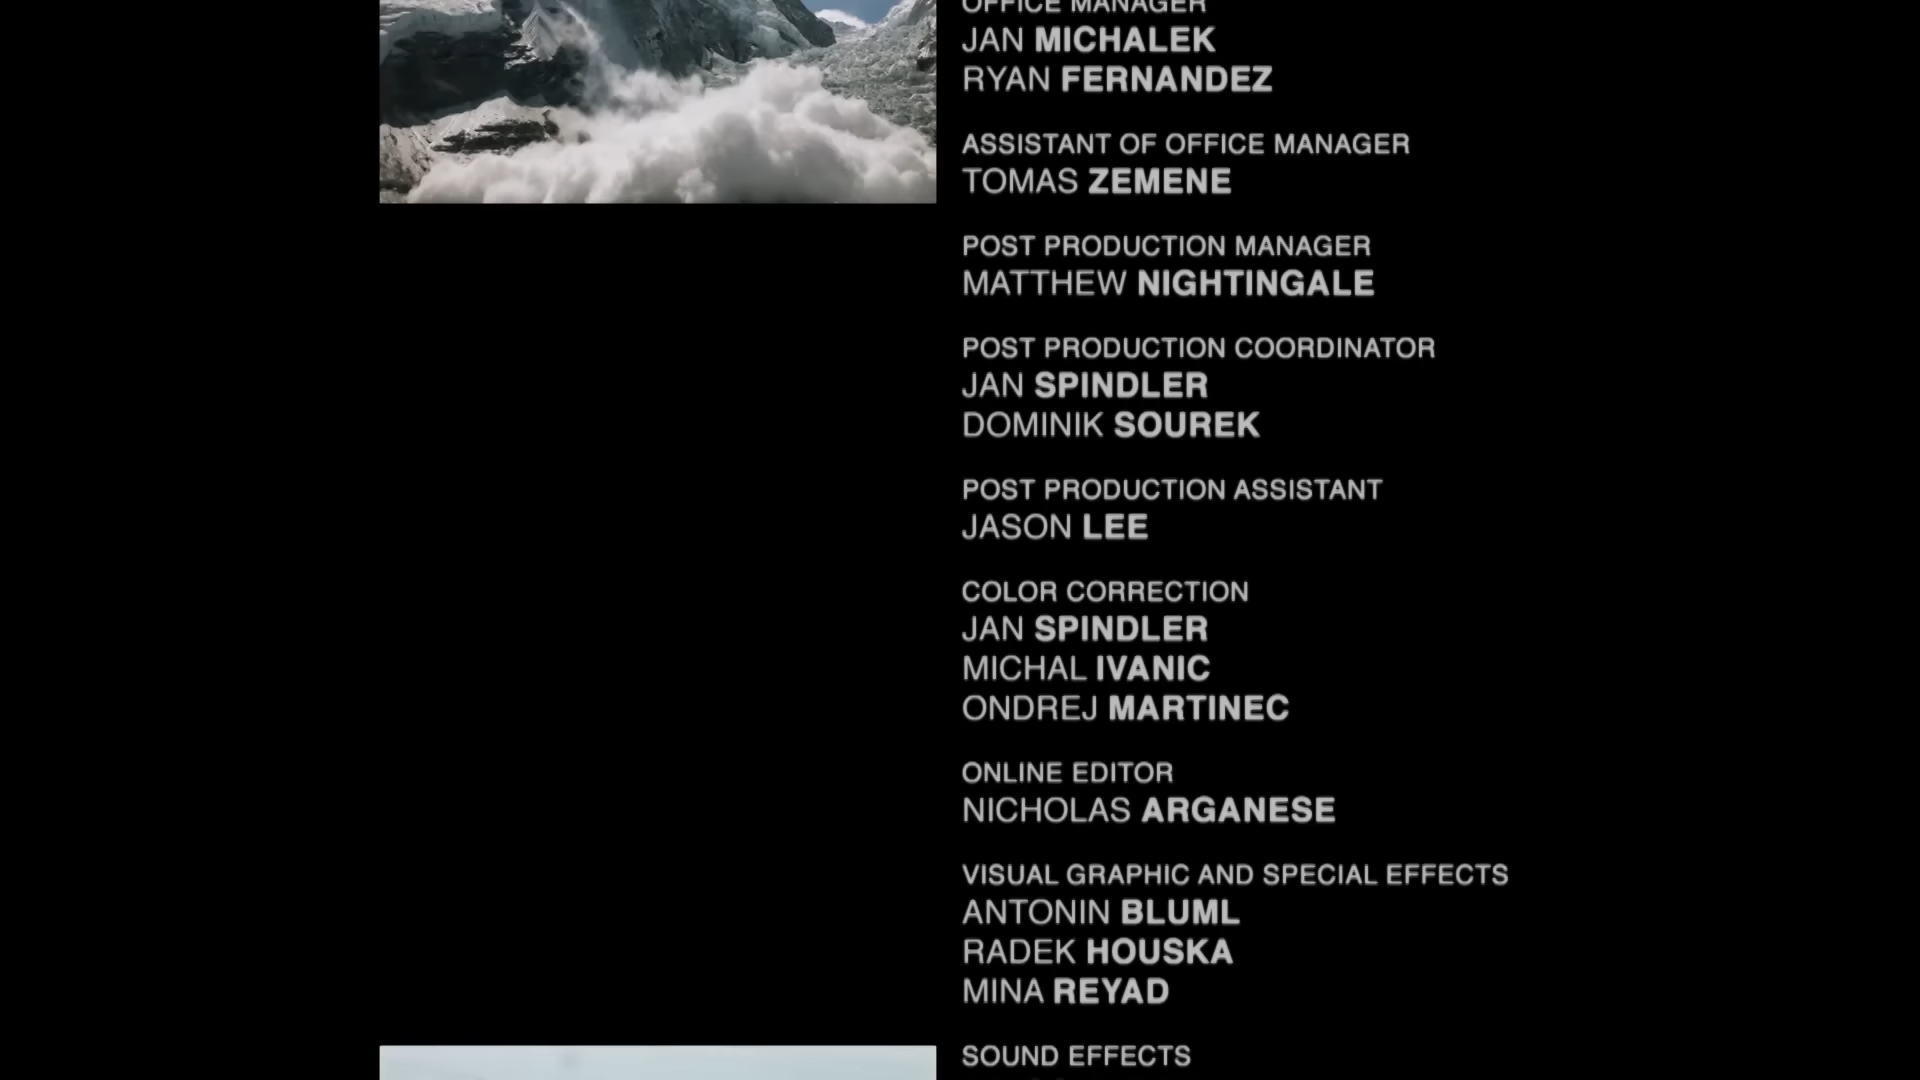 OFFICE MANAGER
JAN MICHALEK
RYAN FERNANDEZ
ASSISTANT OF OFFICE MANAGER
TOMAS ZEMENE
POST PRODUCTION MANAGER
MATTHEW NIGHTINGALE
POST PRODUCTION COORDINATOR
JAN SPINDLER
DOMINIK SOUREK
POST PRODUCTION ASSISTANT
JASON LEE
COLOR CORRECTION
JAN SPINDLER
MICHAL IVANIC
ONDREJ MARTINEC
ONLINE EDITOR
NICHOLAS ARGANESE
VISUAL GRAPHIC AND SPECIAL EFFECTS
ANTONIN BLUML
RADEK HOUSKA
MINA REYAD
SOUND EFFECTS